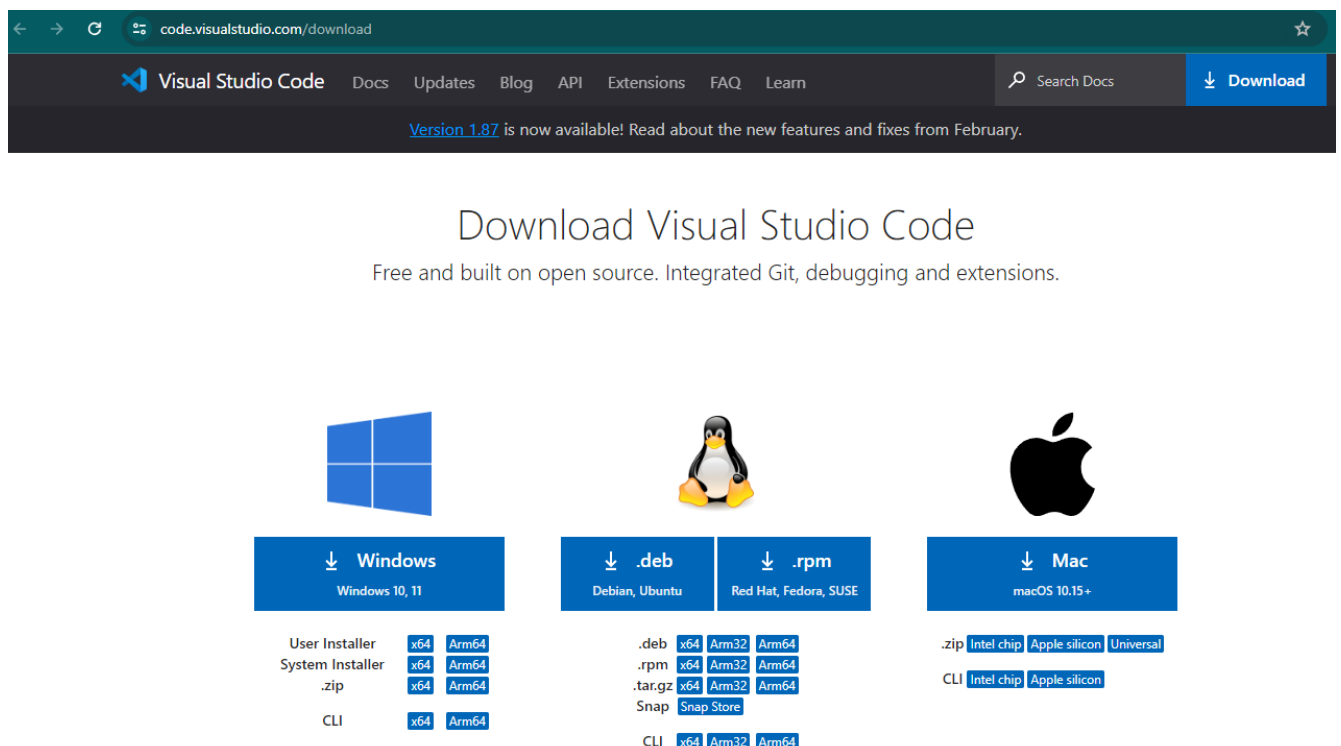 code.visualstudio.com/download
Visual Studio Code Docs Updates Blog API Extensions FAQ Learn Search Docs Download
Version 1.87 is now available! Read about the new features and fixes from February.
Download Visual Studio Code
Free and built on open source. Integrated Git, debugging and extensions.
Windows
Windows 10, 11
User Installer x64 Arm64
System Installer x64 Arm64
.zip x64 Arm64
CLI x64 Arm64
.deb
Debian, Ubuntu
.rpm
Red Hat, Fedora, SUSE
.deb x64 Arm32 Arm64
.rpm x64 Arm32 Arm64
.tar.gz x64 Arm32 Arm64
Snap Snap Store
CLI x64 Arm32 Arm64
Mac
macOS 10.15+
.zip Intel chip Apple silicon Universal
CLI Intel chip Apple silicon